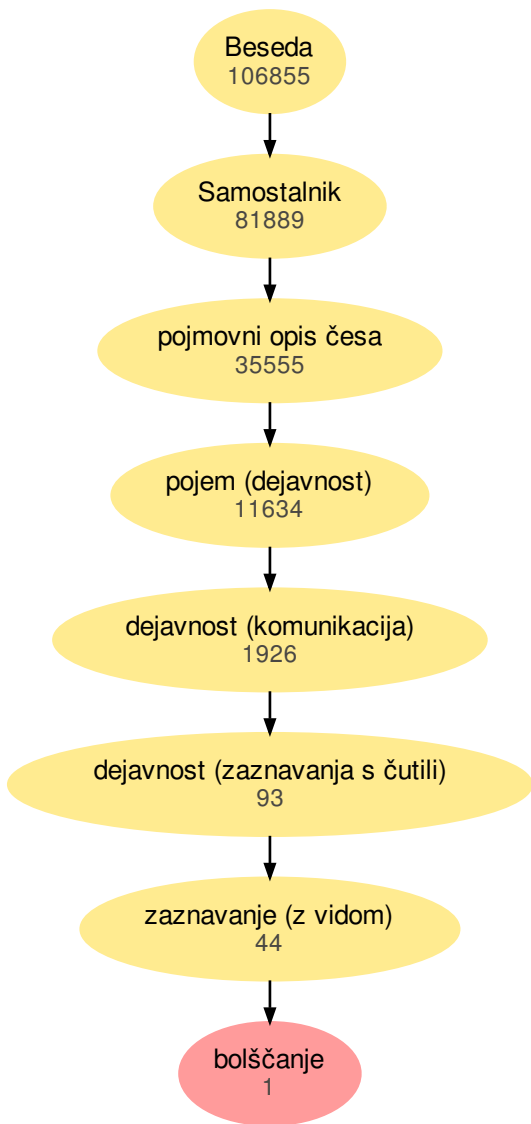 Beseda
106855
Samostalnik
81889
pojmovni opis česa
35555
pojem (dejavnost)
11634
dejavnost (komunikacija)
1926
dejavnost (zaznavanja s čutili)
93
zaznavanje (z vidom)
44
bolščanje
1